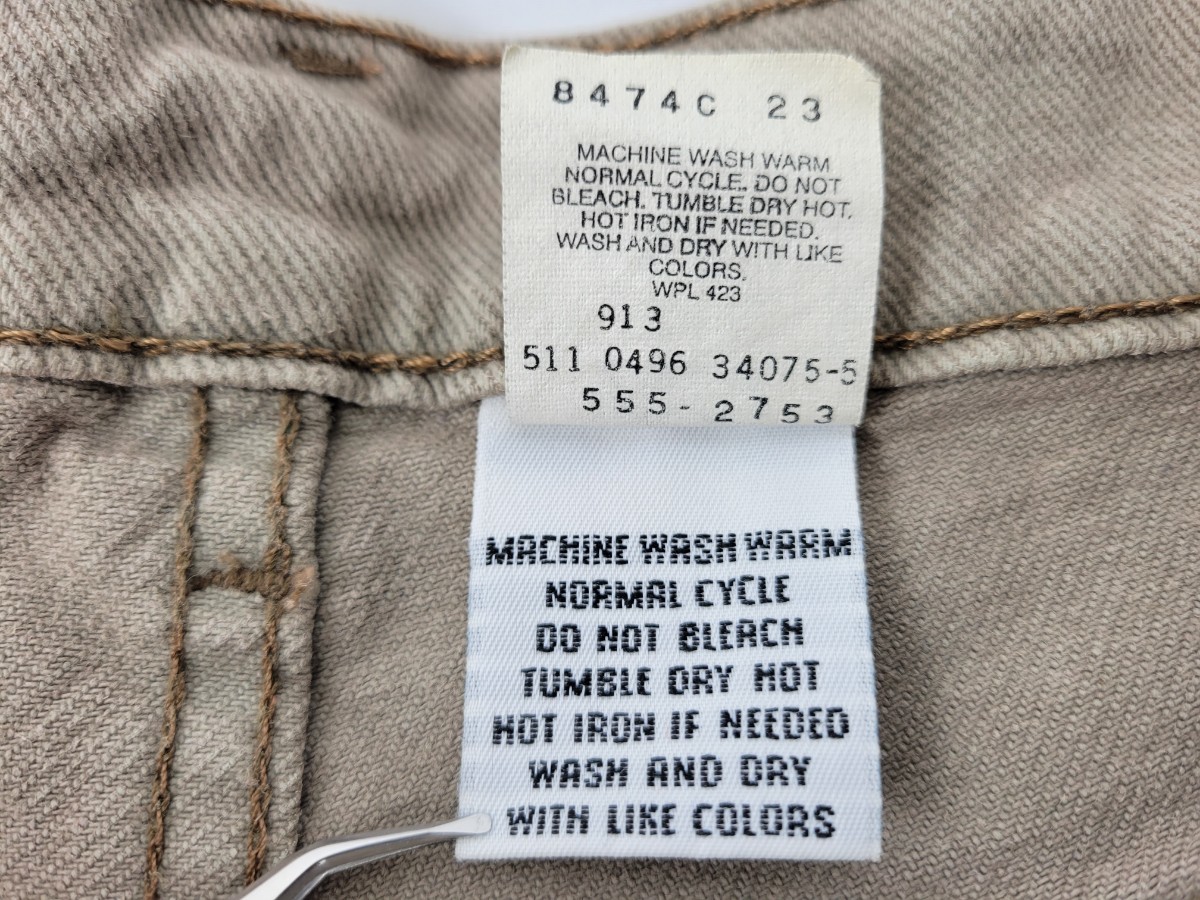 8474C 23
MACHINE WASH WARM
NORMAL CYCLE. DO NOT
BLEACH. TUMBLE DRY HOT.
HOT IRON IF NEEDED.
WASH AND DRY WITH LIKE
COLORS.
WPL 423
913
511 0496 34075-5
555-2753
MACHINE WASH WARM
NORMAL CYCLE
DO NOT BLEACH
TUMBLE DRY HOT
HOT IRON IF NEEDED
WASH AND DRY
WITH LIKE COLORS